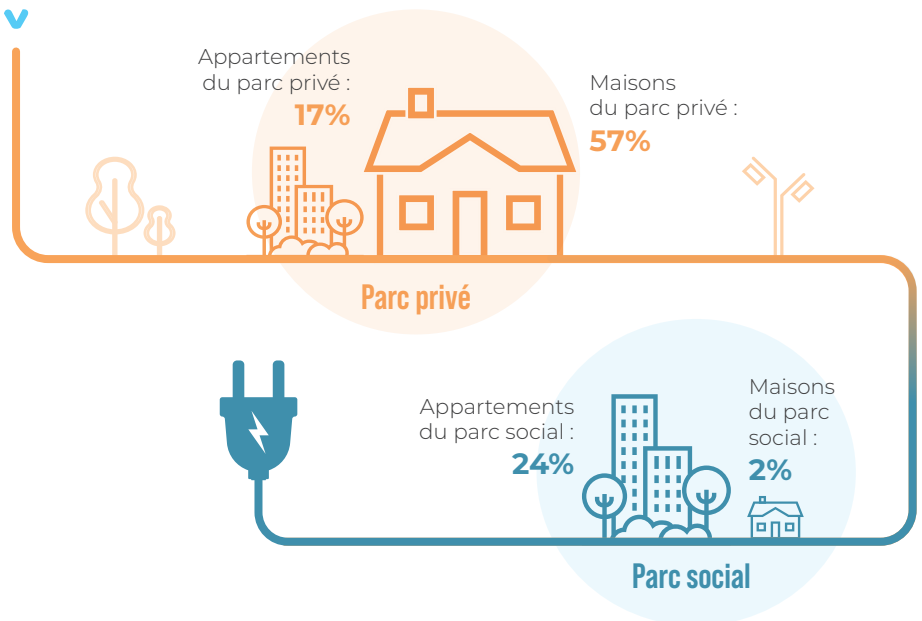 Appartements
du parc privé :
17%
Maisons
du parc privé :
57%
Parc privé
Appartements
du parc social :
24%
Maisons
du parc
social :
2%
Parc social